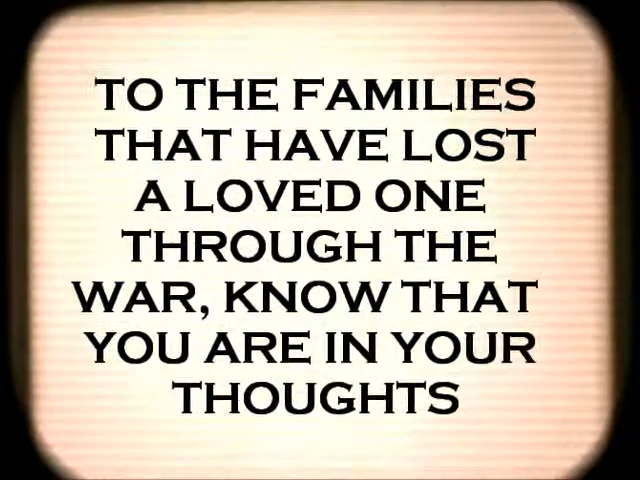 TO THE FAMILIES
THAT HAVE LOST
A LOVED ONE
THROUGH THE
WAR, KNOW THAT
YOU ARE IN YOUR
THOUGHTS